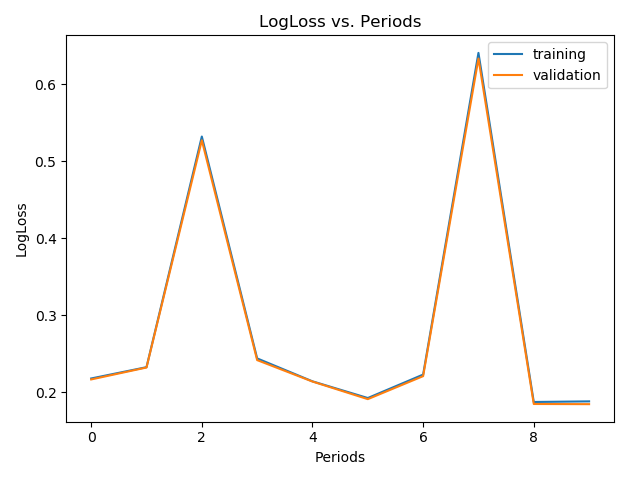 LogLoss vs. Periods
training
validation
0.6
0.5
0.4
0.3
0.2
LogLoss
0 2 4 6 8
Periods